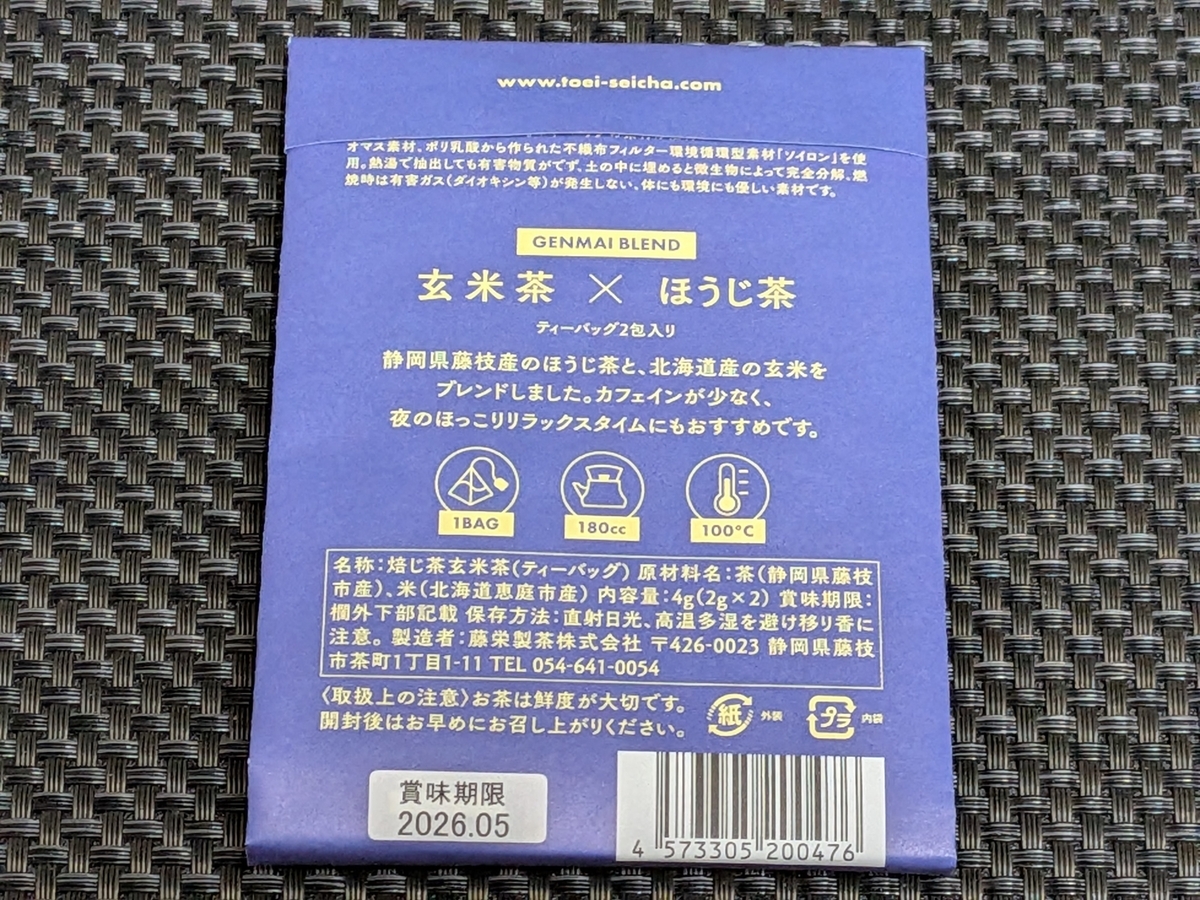 www.toei-seicha.com
オマス素材、ポリ乳酸から作られた不織布フィルター環境循環型素材「ソイロン」を使
用。熱湯で抽出しても有害物質がでず、土の中に埋めると微生物によって完全分解、燃
焼時は有害ガス(ダイオキシン等)が発生しない、体にも環境にも優しい素材です。
GENMAI BLEND
玄米茶 × ほうじ茶
ティーバッグ2包入り
静岡県藤枝産のほうじ茶と、北海道産の玄米を
ブレンドしました。カフェインが少なく、
夜のほっこりリラックスタイムにもおすすめです。
1BAG 180cc 100°C
名称:焙じ茶玄米茶(ティーバッグ) 原材料名:茶(静岡県藤枝
市産)、米(北海道恵庭市産) 内容量:4g(2g×2) 賞味期限:
欄外下部記載 保存方法:直射日光、高温多湿を避け移り香に
注意。 製造者:藤栄製茶株式会社 〒426-0023 静岡県藤枝
市茶町1丁目1-11 TEL 054-641-0054
〈取扱上の注意〉お茶は鮮度が大切です。
開封後はお早めにお召し上がりください。
紙 外装 プラ 内袋
賞味期限
2026.05
4 573305 200476